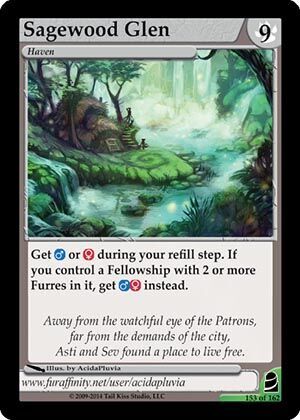 Sagewood Glen
9
Haven
Get ♂ or ♀ during your refill step. If
you control a Fellowship with 2 or more
Furres in it, get ♂♀ instead.
Away from the watchful eye of the Patrons,
far from the demands of the city,
Asti and Sev found a place to live free.
Illus. by AcidaPluvia
www.furaffinity.net/user/acidapluvia
© 2009-2014 Tail Kiss Studio, LLC
153 of 162